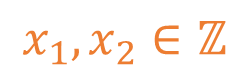 x₁, x₂ ∈ ℤ